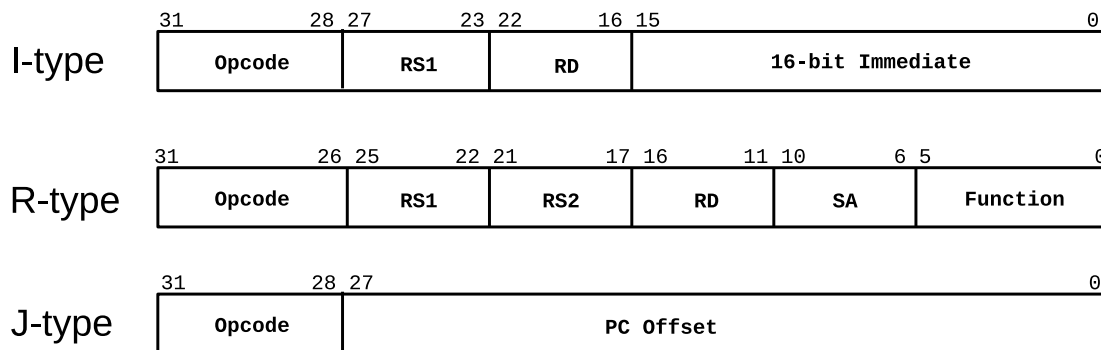 31 28 27 23 22 16 15 0
I-type Opcode RS1 RD 16-bit Immediate
31 26 25 22 21 17 16 11 10 6 5 0
R-type Opcode RS1 RS2 RD SA Function
31 28 27 0
J-type Opcode PC Offset